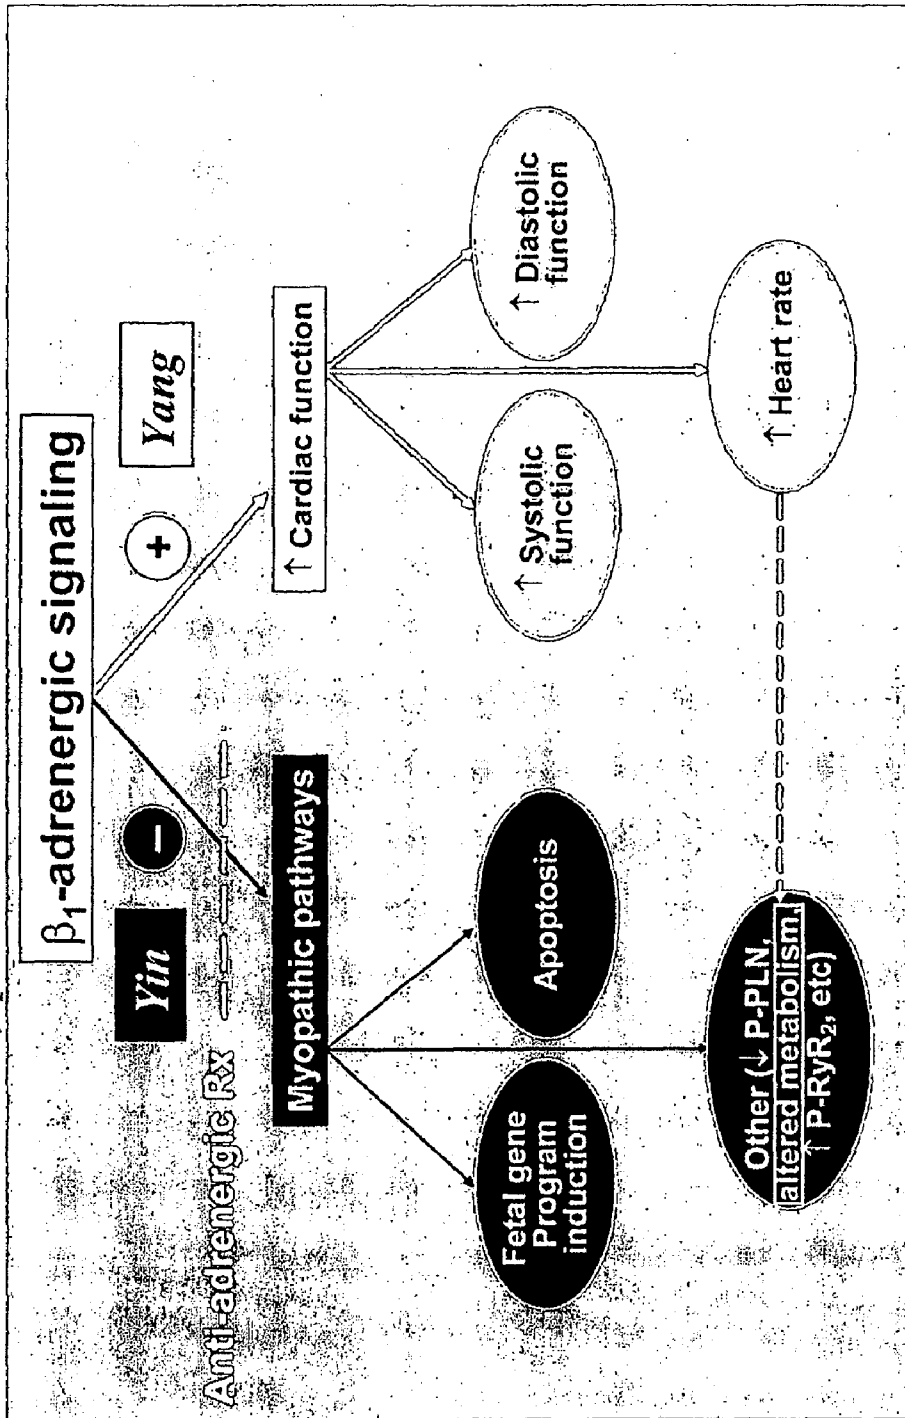 β₁-adrenergic signaling
Yin
−
+
Yang
Anti-adrenergic Rx
Myopathic pathways
↑ Cardiac function
Fetal gene
Program
induction
Apoptosis
↑ Systolic
function
↑ Diastolic
function
Other (↓ P-PLN,
altered metabolism,
↑ P-RyR₂, etc)
↑ Heart rate